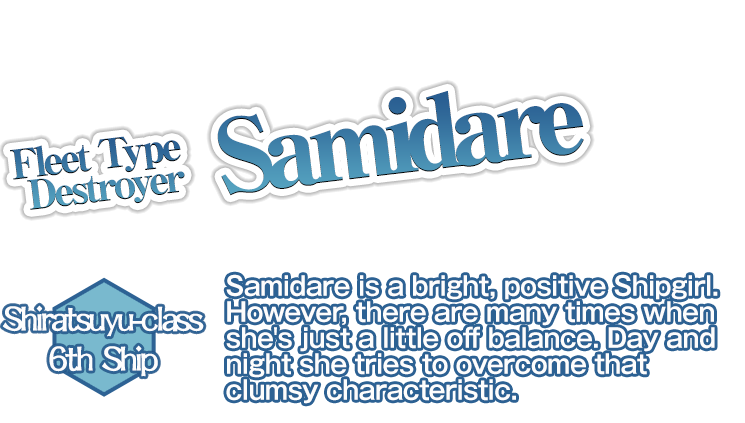 Fleet Type
Destroyer
Samidare
Shiratsuyu-class
6th Ship
Samidare is a bright, positive Shipgirl.
However, there are many times when
she's just a little off balance. Day and
night she tries to overcome that
clumsy characteristic.